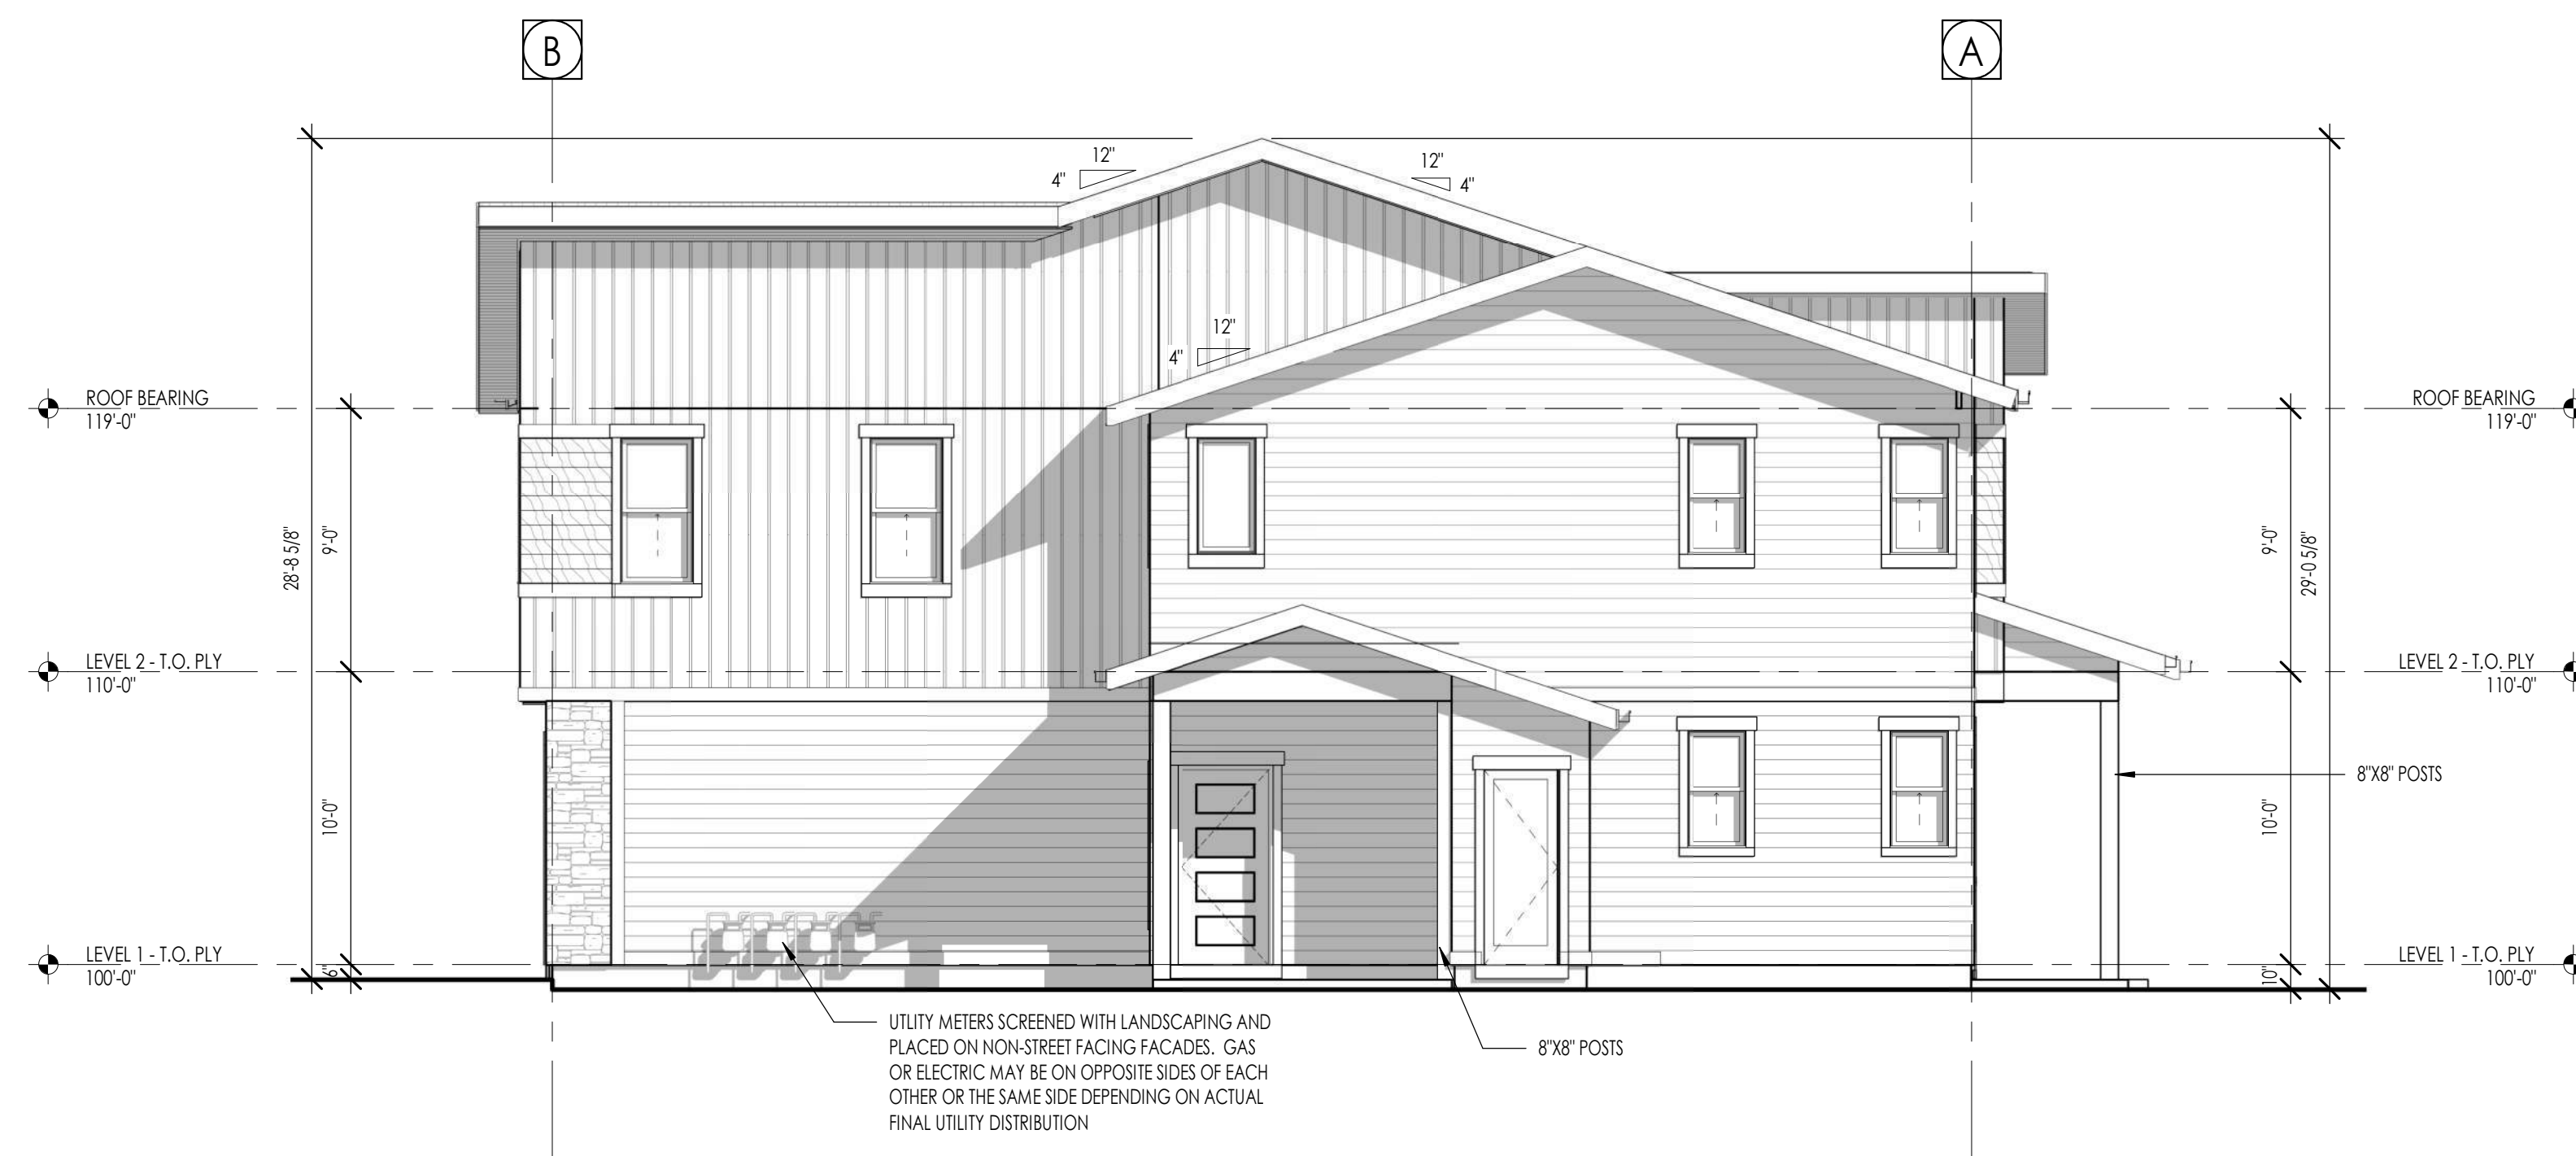 B
A
12"
4"
12"
4"
12"
4"
ROOF BEARING
119'-0"
ROOF BEARING
119'-0"
28'-8 5/8"
9'-0"
9'-0"
29'-0 5/8"
LEVEL 2 - T.O. PLY
110'-0"
LEVEL 2 - T.O. PLY
110'-0"
8"X8" POSTS
10'-0"
10'-0"
LEVEL 1 - T.O. PLY
100'-0"
6"
10"
LEVEL 1 - T.O. PLY
100'-0"
UTLITY METERS SCREENED WITH LANDSCAPING AND
PLACED ON NON-STREET FACING FACADES. GAS
OR ELECTRIC MAY BE ON OPPOSITE SIDES OF EACH
OTHER OR THE SAME SIDE DEPENDING ON ACTUAL
FINAL UTILITY DISTRIBUTION
8"X8" POSTS